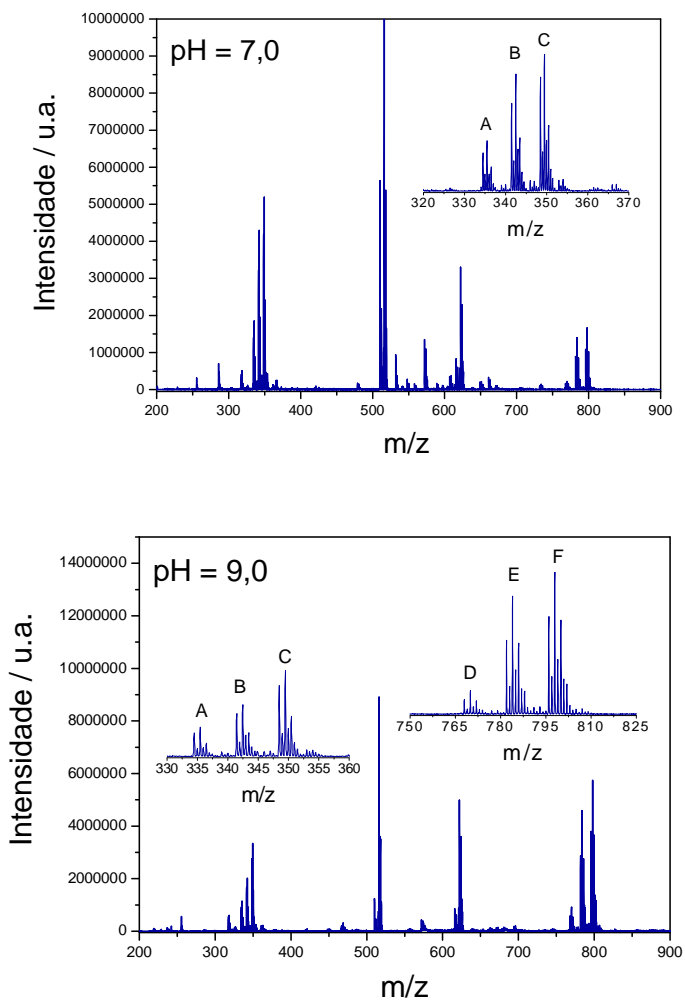 pH = 7,0
Intensidade / u.a.
10000000
9000000
8000000
7000000
6000000
5000000
4000000
3000000
2000000
1000000
0
200 300 400 500 600 700 800 900
m/z
A B C
320 330 340 350 360 370
m/z
pH = 9,0
Intensidade / u.a.
14000000
12000000
10000000
8000000
6000000
4000000
2000000
0
200 300 400 500 600 700 800 900
m/z
A B C
330 335 340 345 350 355 360
m/z
D E F
750 765 780 795 810 825
m/z